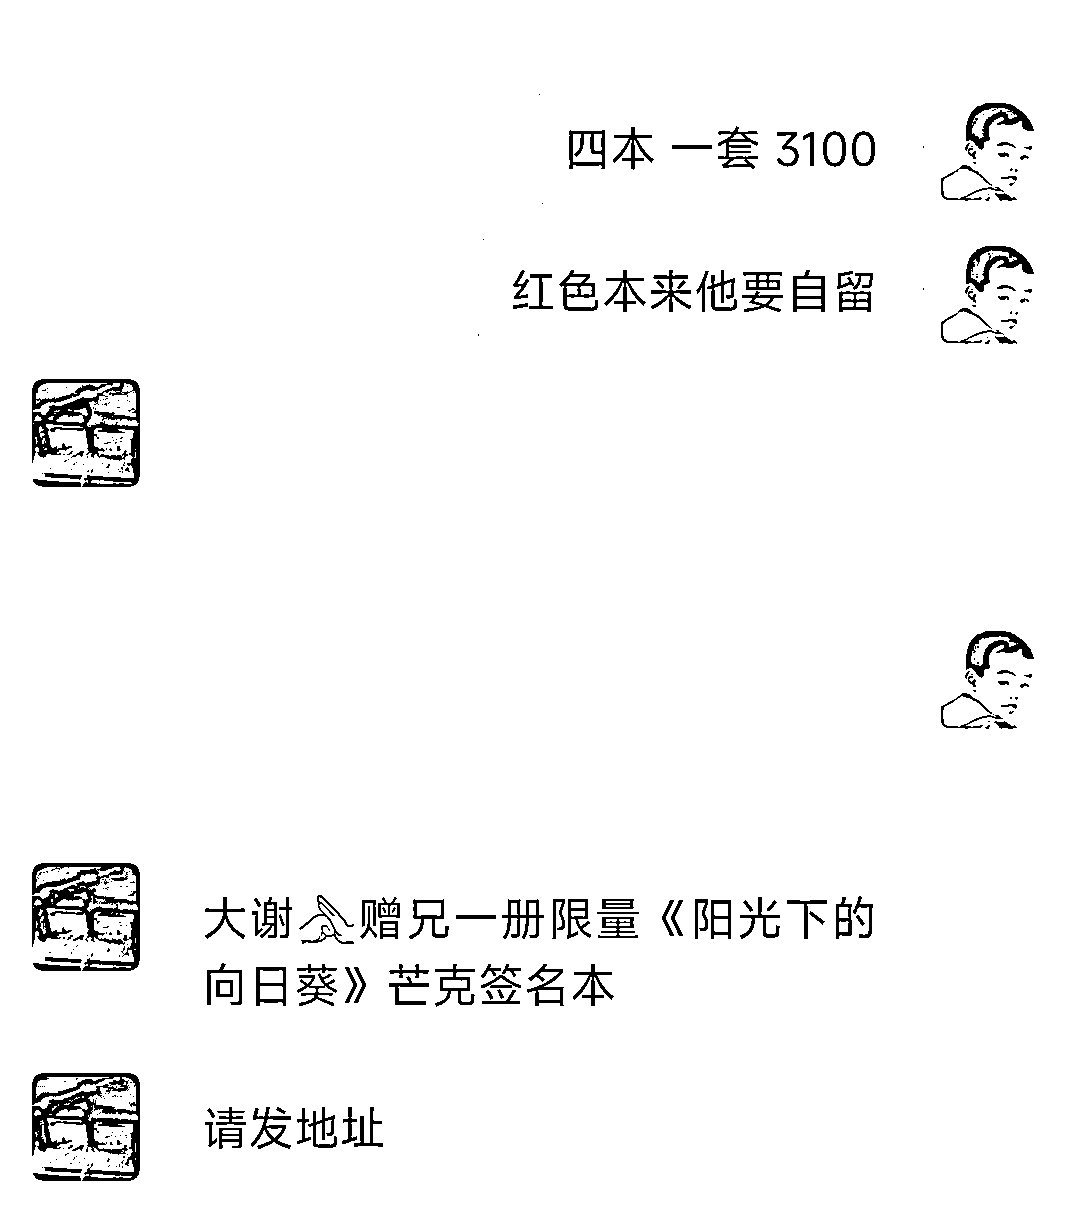 四本 一套 3100
红色本来他要自留
大谢🙏赠兄一册限量《阳光下的
向日葵》芒克签名本
请发地址